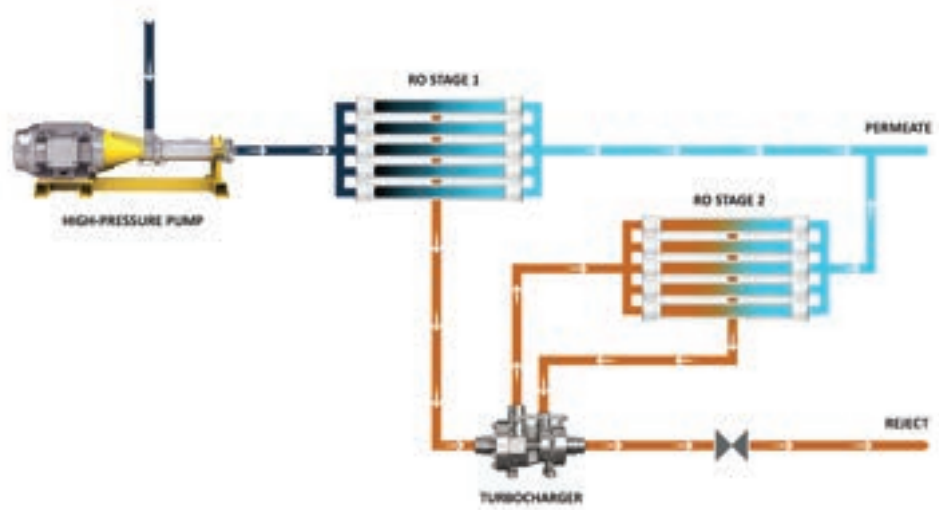 RO STAGE 1
PERMEATE
HIGH-PRESSURE PUMP
RO STAGE 2
REJECT
TURBOCHARGER